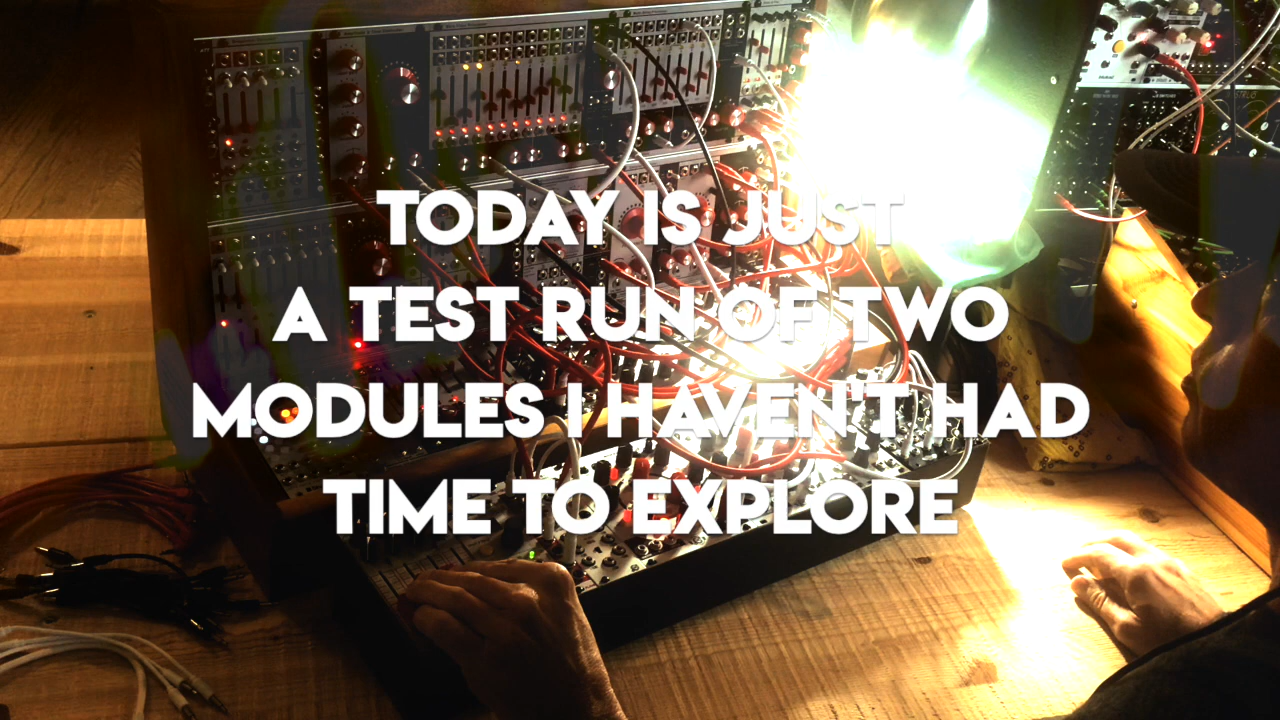 TODAY IS JUST
A TEST RUN OF TWO
MODULES I HAVEN'T HAD
TIME TO EXPLORE